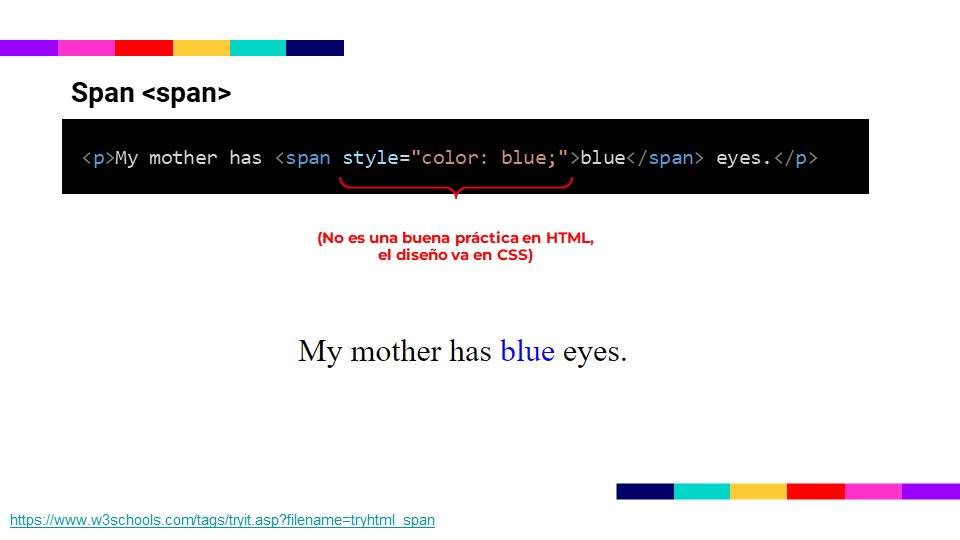 Span <span>
<p>My mother has <span style="color: blue;">blue</span> eyes.</p>
(No es una buena práctica en HTML,
el diseño va en CSS)
My mother has blue eyes.
https://www.w3schools.com/tags/tryit.asp?filename=tryhtml_span